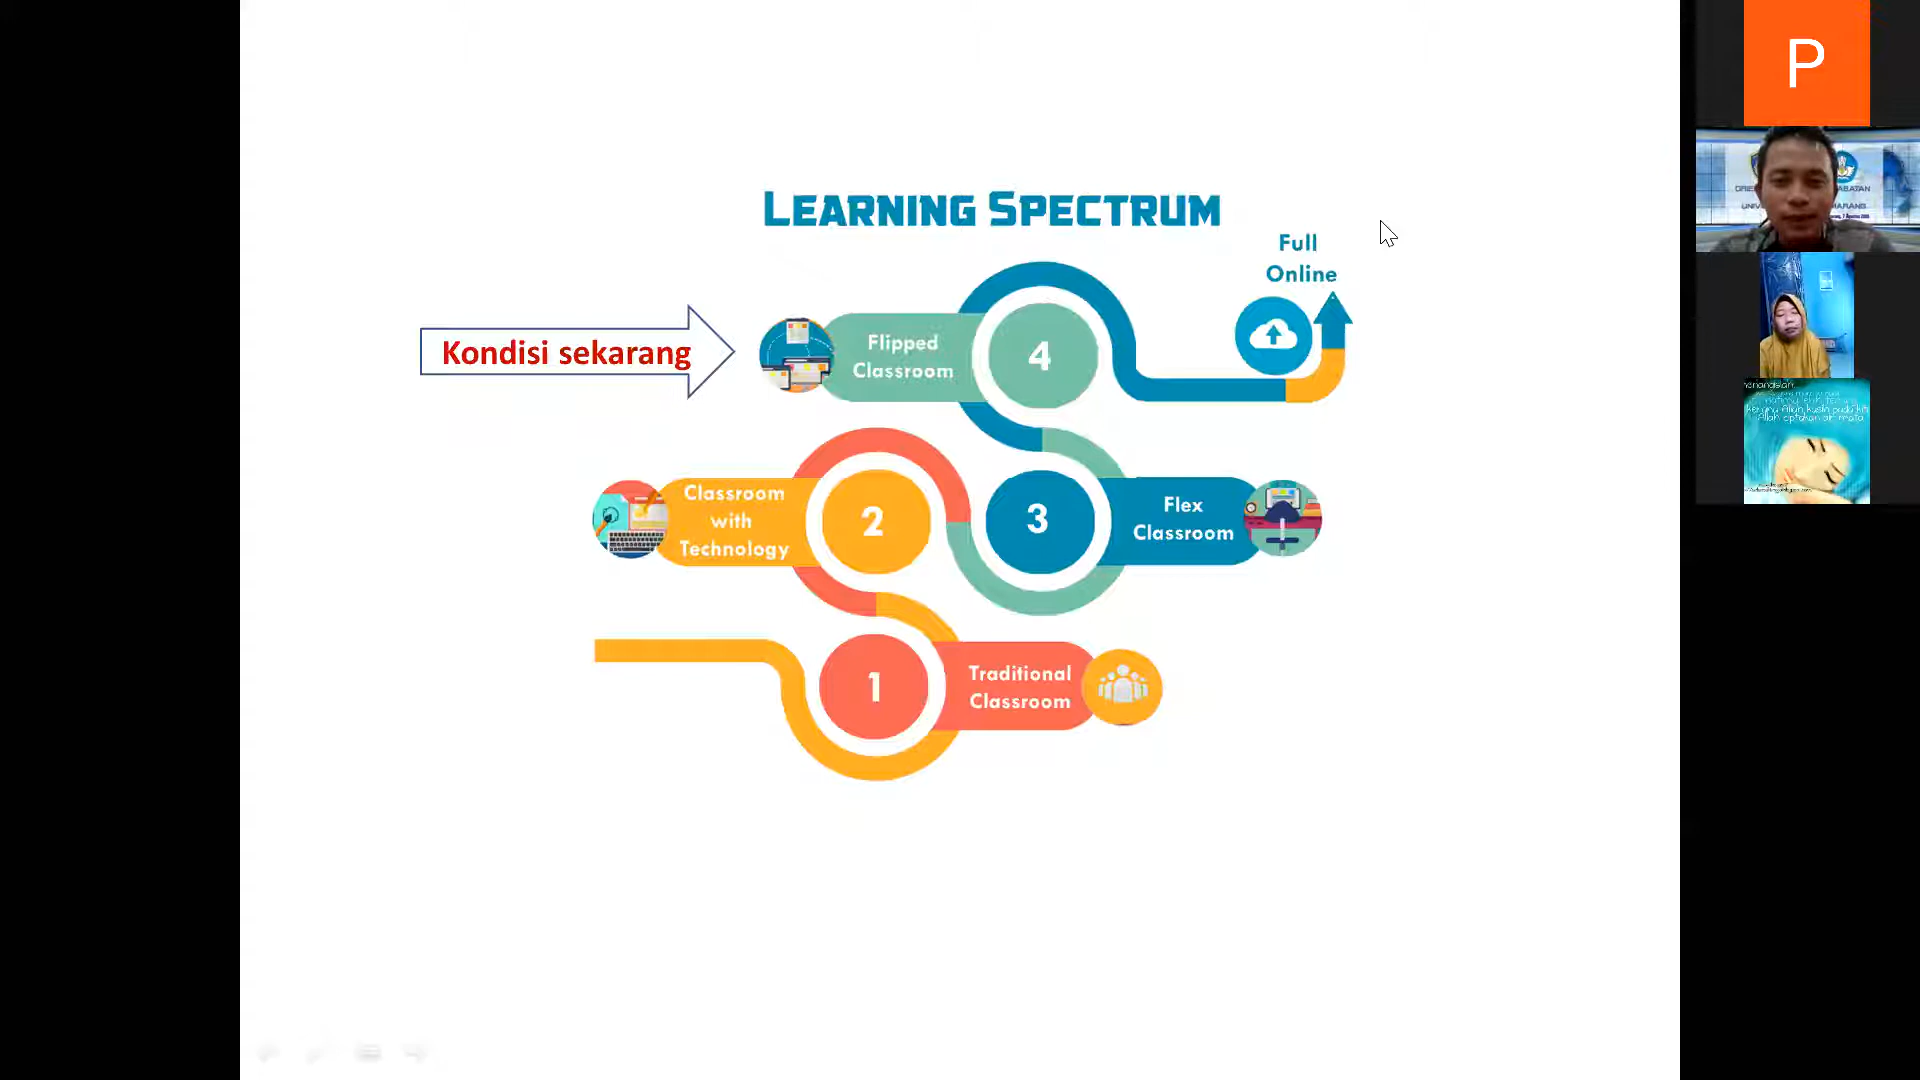 LEARNING SPECTRUM
Full
Online
Kondisi sekarang
Flipped
Classroom
4
Classroom
with
Technology
2
3
Flex
Classroom
1
Traditional
Classroom
P